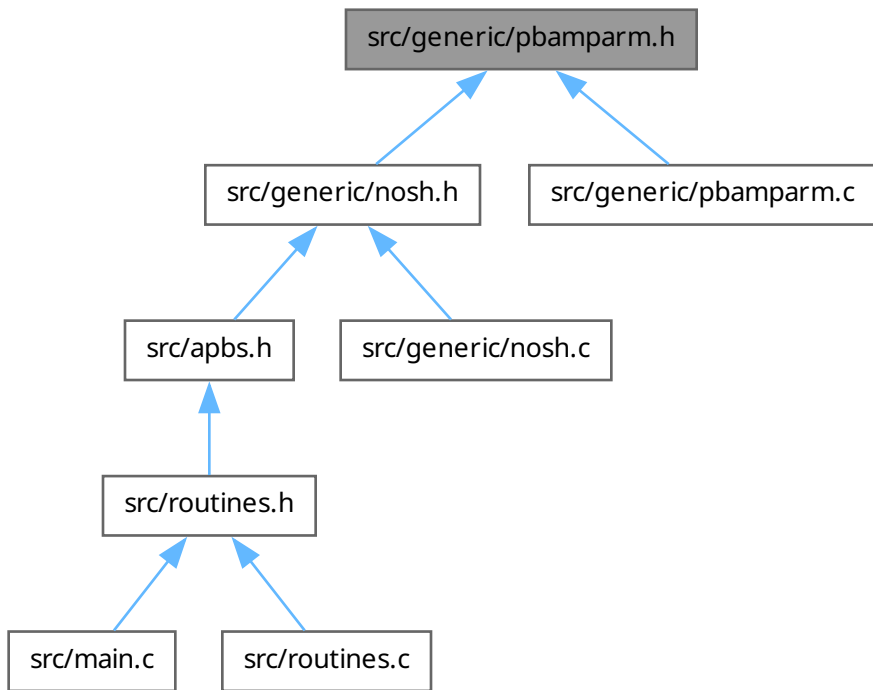 src/generic/pbamparm.h
src/generic/nosh.h
src/generic/pbamparm.c
src/apbs.h
src/generic/nosh.c
src/routines.h
src/main.c
src/routines.c